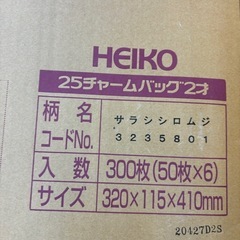 HEIKO
25チャームバッグ2才
柄名 サラシシロムジ
コードNo. 3235801
入数 300枚(50枚×6)
サイズ 320×115×410mm
20427D2S